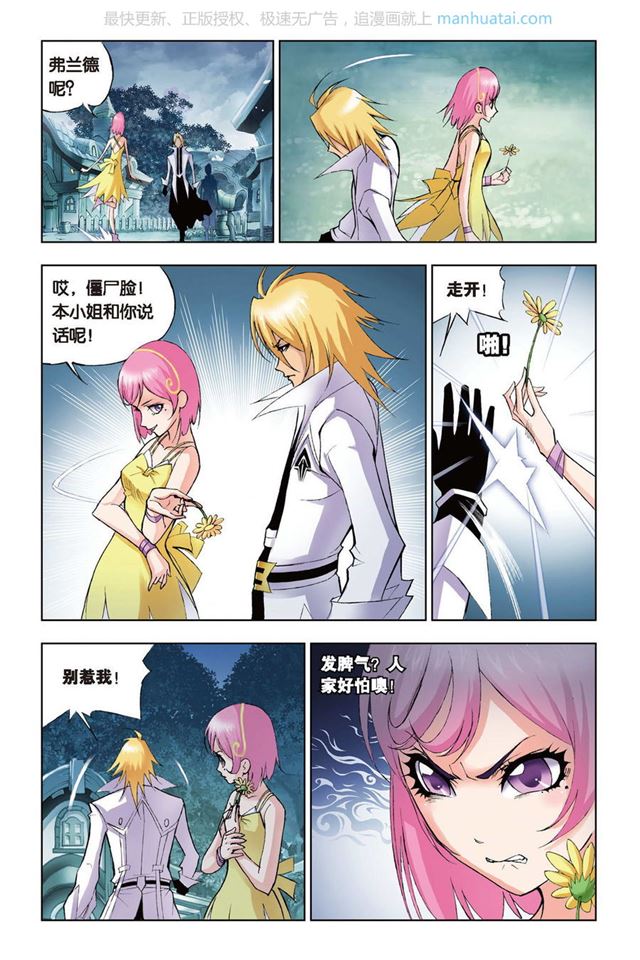 最快更新、正版授权、极速无广告，追漫画就上 manhuatai.com
弗兰德
呢？
哎，僵尸脸！
本小姐和你说
话呢！
走开！
啪！
别惹我！
发脾气？人
家好怕噢！